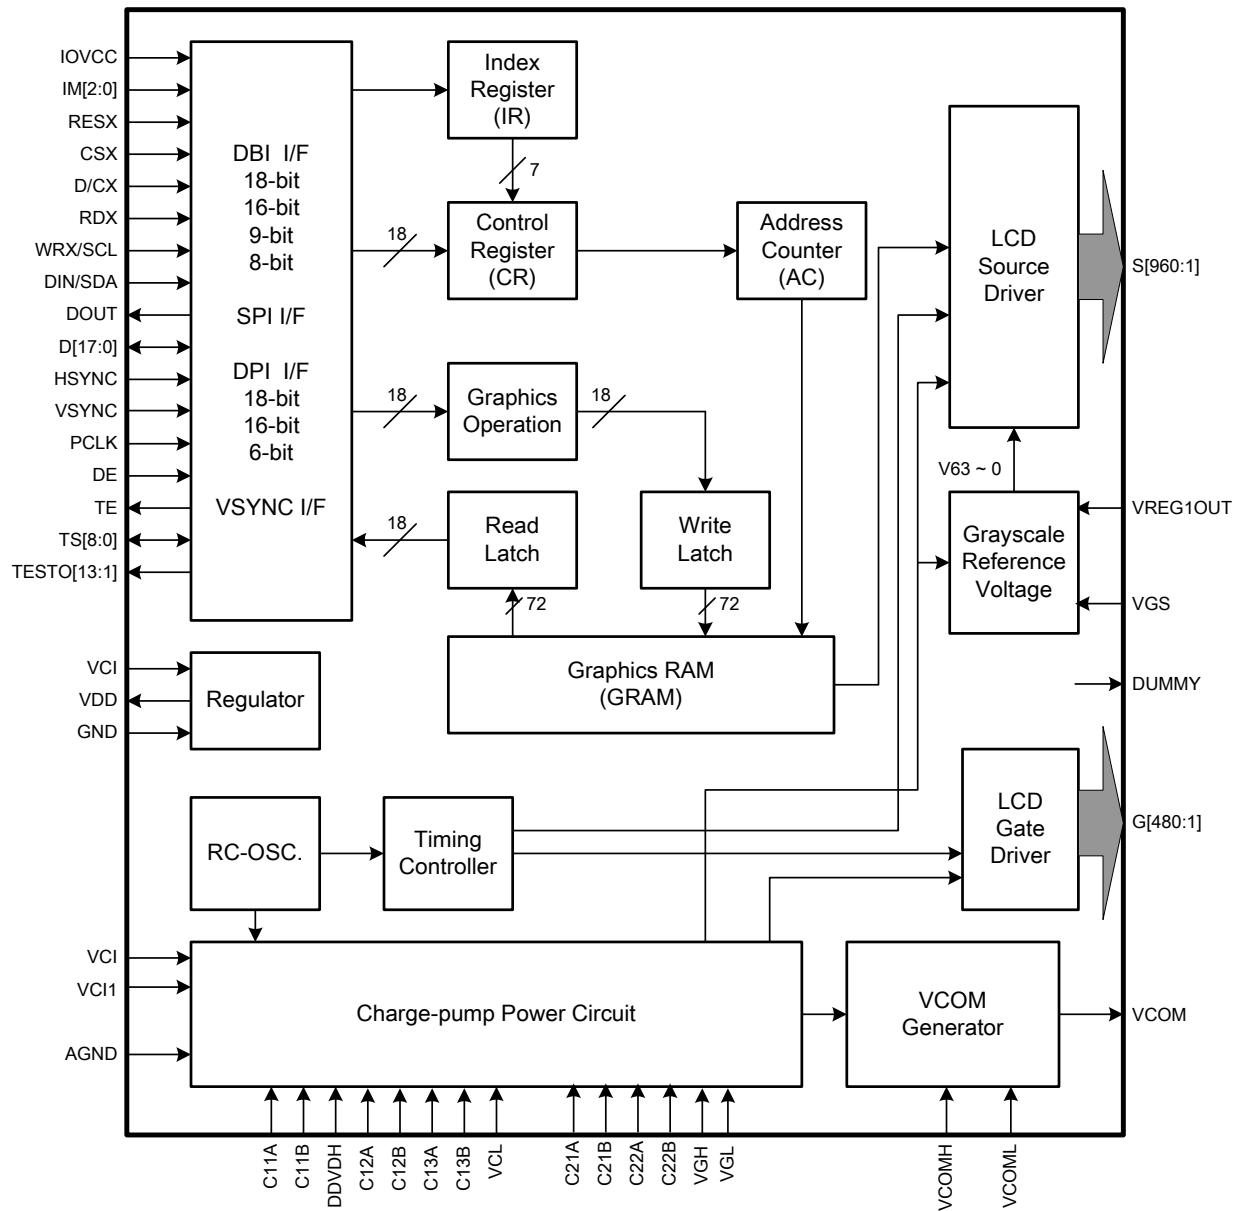 IOVCC
IM[2:0]
RESX
CSX
D/CX
RDX
WRX/SCL
DIN/SDA
DOUT
D[17:0]
HSYNC
VSYNC
PCLK
DE
TE
TS[8:0]
TESTO[13:1]
DBI I/F
18-bit
16-bit
9-bit
8-bit
SPI I/F
DPI I/F
18-bit
16-bit
6-bit
VSYNC I/F
Index
Register
(IR)
7
18
Control
Register
(CR)
Address
Counter
(AC)
18
Graphics
Operation
18
18
Read
Latch
Write
Latch
72
72
Graphics RAM
(GRAM)
LCD
Source
Driver
S[960:1]
V63 ~ 0
Grayscale
Reference
Voltage
VREG1OUT
VGS
DUMMY
VCI
VDD
GND
Regulator
RC-OSC.
Timing
Controller
LCD
Gate
Driver
G[480:1]
VCI
VCI1
AGND
Charge-pump Power Circuit
VCOM
Generator
VCOM
C11A
C11B
DDVDH
C12A
C12B
C13A
C13B
VCL
C21A
C21B
C22A
C22B
VGH
VGL
VCOMH
VCOML